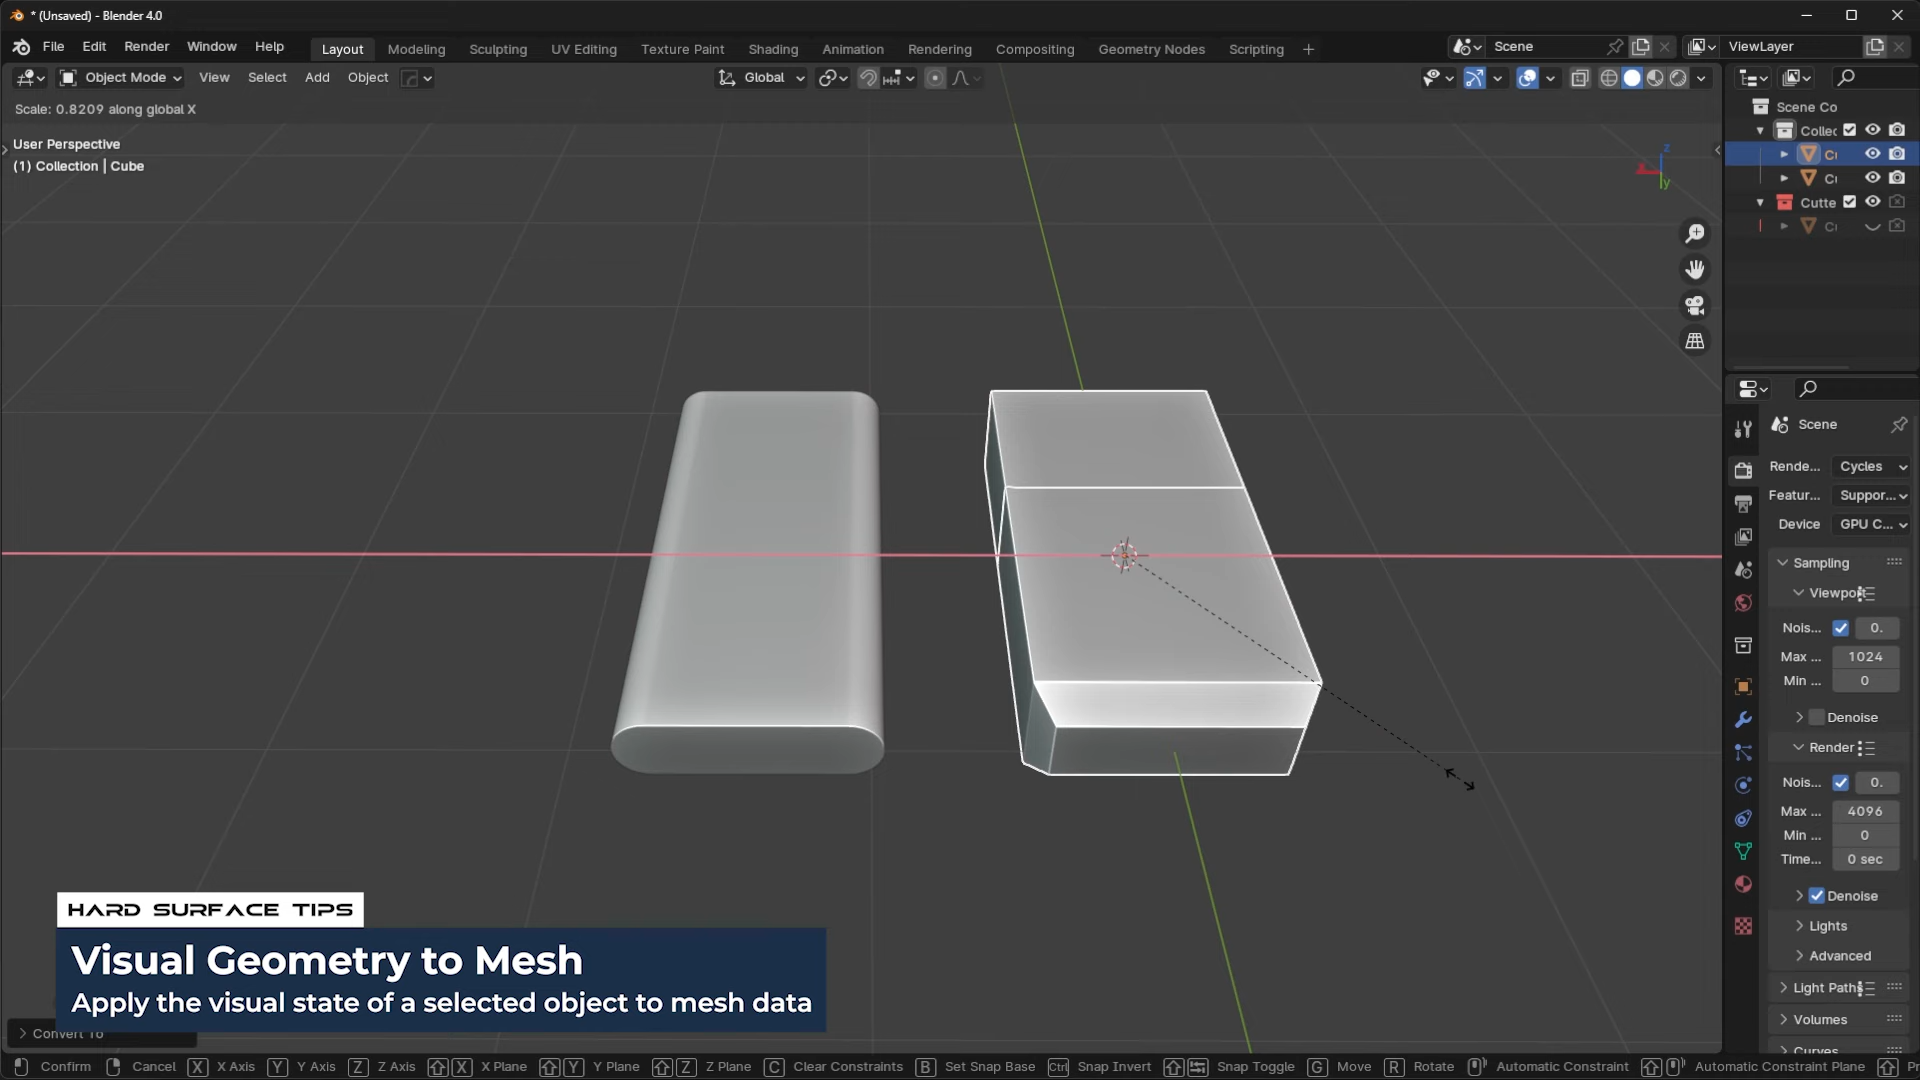 * (Unsaved) - Blender 4.0
File Edit Render Window Help Layout Modeling Sculpting UV Editing Texture Paint Shading Animation Rendering Compositing Geometry Nodes Scripting + Scene ViewLayer
Object Mode View Select Add Object Global
Scale: 0.8209 along global X
Scene Co
User Perspective
Collec
(1) Collection | Cube
Cu
Cu
Cutte
Cu
z
y
Scene
Rende... Cycles
Featur... Suppor...
Device GPU C...
Sampling
Viewport
Nois... 0.
Max ... 1024
Min ... 0
Denoise
Render
Nois... 0.
Max ... 4096
Min ... 0
Time... 0 sec
Denoise
Lights
Advanced
Light Paths
Volumes
Curves
HARD SURFACE TIPS
Visual Geometry to Mesh
Apply the visual state of a selected object to mesh data
Convert To
Confirm Cancel X X Axis Y Y Axis Z Z Axis X X Plane Y Y Plane Z Z Plane C Clear Constraints B Set Snap Base Ctrl Snap Invert Snap Toggle G Move R Rotate Automatic Constraint Automatic Constraint Plane